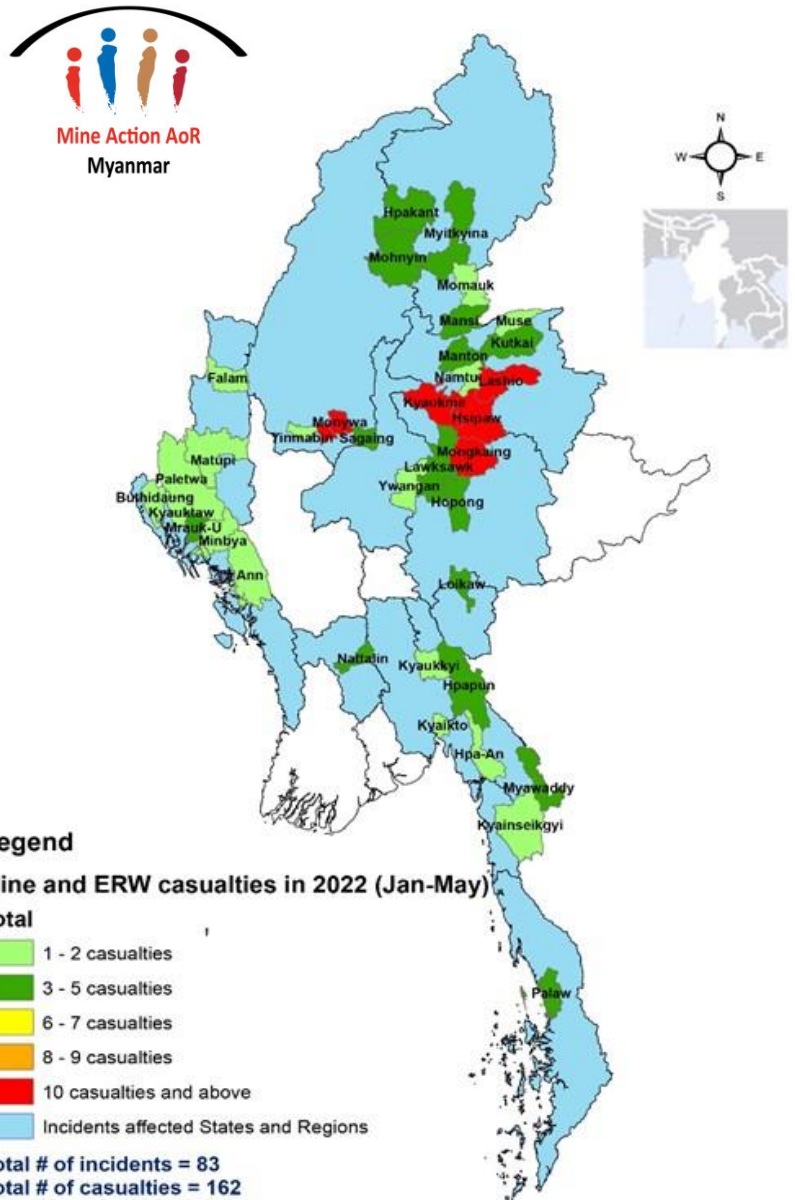 Mine Action AoR
Myanmar
N
W
E
S
Hpakant
Myitkyina
Mohnyin
Momauk
Mansi
Muse
Kutkai
Manton
Namtu
Lashio
Falam
Kyaukme
Hsipaw
Monywa
Yinmabin
Sagaing
Mongkaing
Matupi
Lawksawk
Paletwa
Ywangan
Buthidaung
Hopong
Kyauktaw
Mrauk-U
Minbya
Ann
Loikaw
Nattalin
Kyaukkyi
Hpapun
Kyaikto
Hpa-An
Myawaddy
Kyainseikgyi
Palaw
egend
ine and ERW casualties in 2022 (Jan-May)
otal
1 - 2 casualties
3 - 5 casualties
6 - 7 casualties
8 - 9 casualties
10 casualties and above
Incidents affected States and Regions
otal # of incidents = 83
otal # of casualties = 162